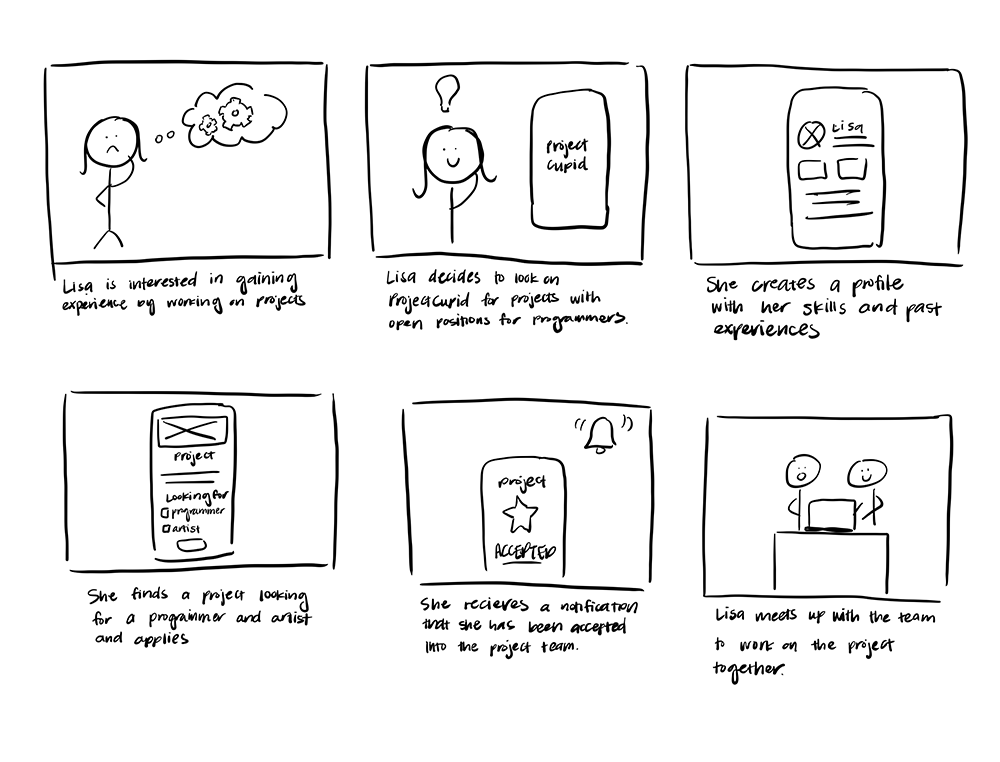 Lisa is interested in gaining
experience by working on projects
Project
Cupid
Lisa decides to look on
ProjectCupid for projects with
open positions for programmers.
Lisa
She creates a profile
with her skills and past
experiences
Project
Looking for
programmer
artist
She finds a project looking
for a programmer and artist
and applies
Project
ACCEPTED
She recieves a notification
that she has been accepted
into the project team.
Lisa meets up with the team
to work on the project
together.